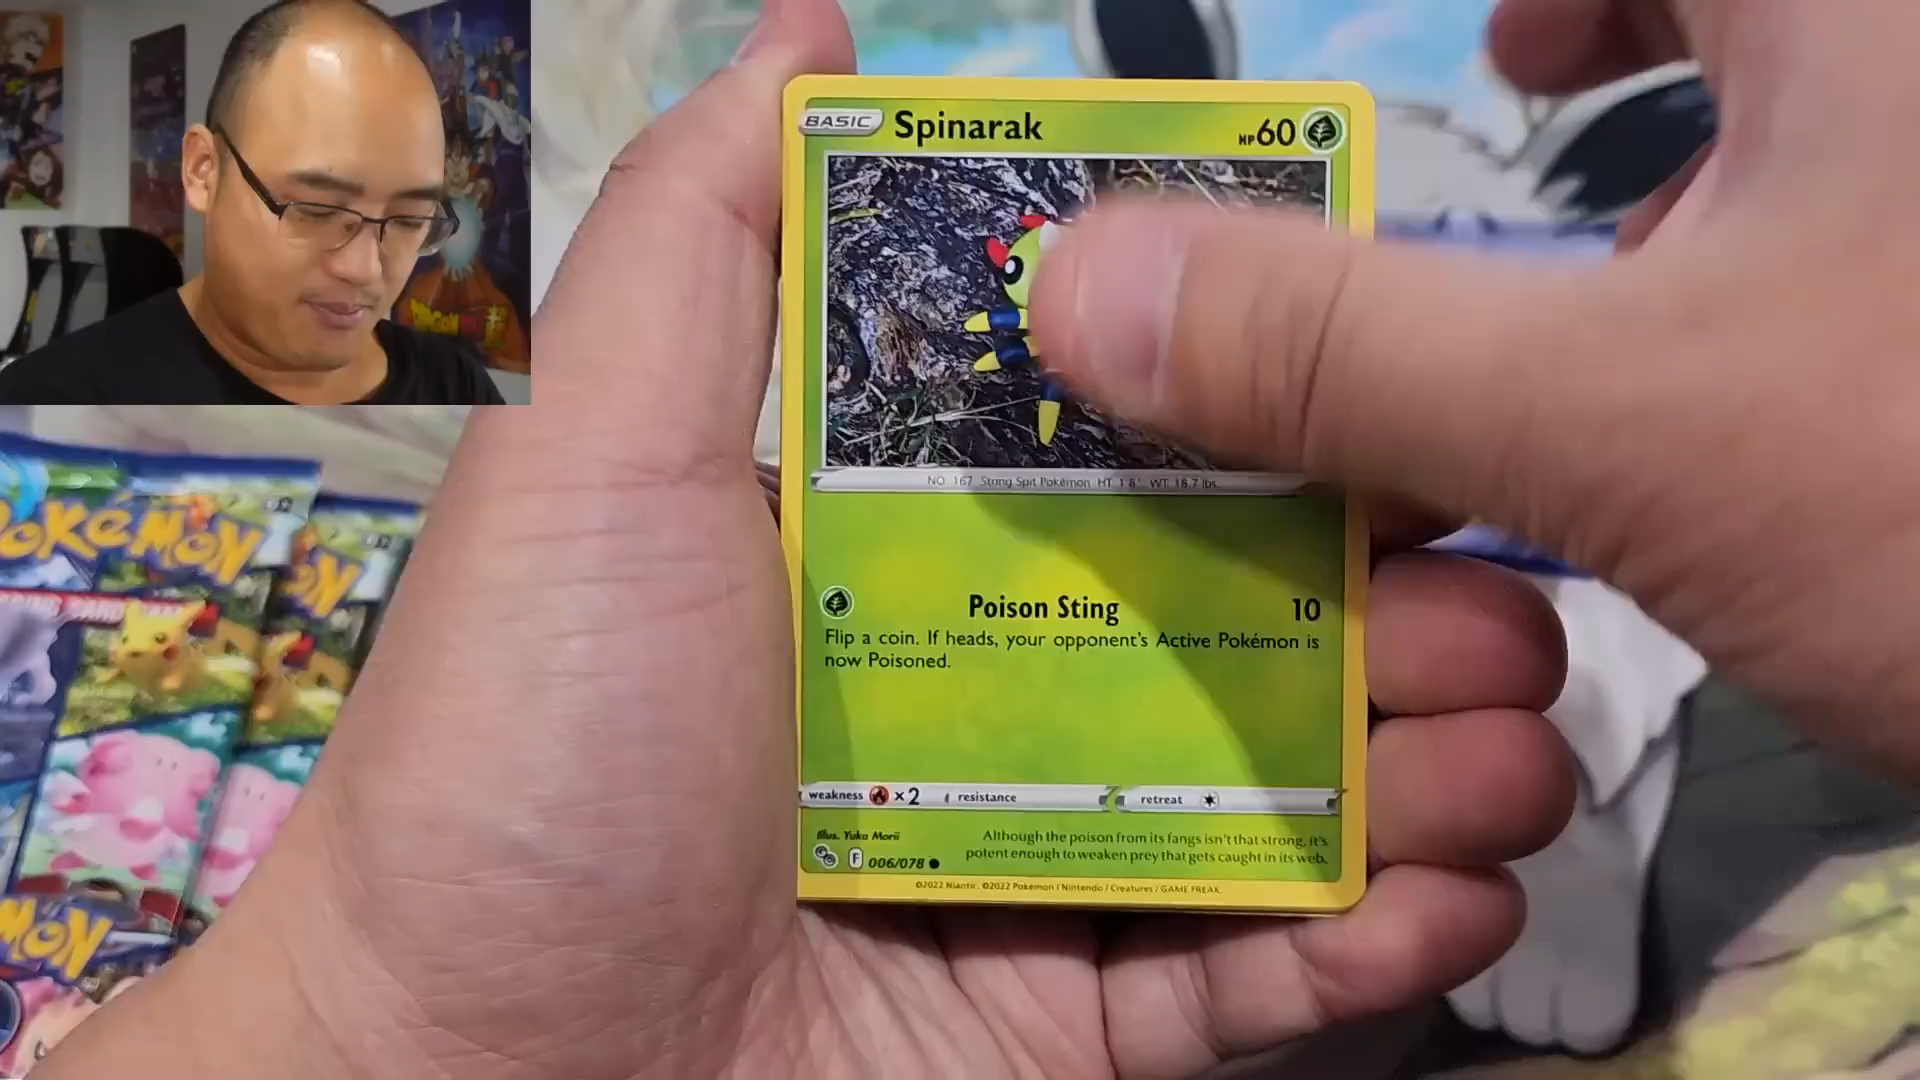 BASIC Spinarak HP60
NO. 167 String Spit Pokémon HT 1'8" WT 18.7 lbs.
Poison Sting 10
Flip a coin. If heads, your opponent's Active Pokémon is
now Poisoned.
weakness ×2 resistance retreat
Illus. Yuka Morii
Although the poison from its fangs isn't that strong, it's
potent enough to weaken prey that gets caught in its web.
F 006/078
©2022 Niantic. ©2022 Pokémon / Nintendo / Creatures / GAME FREAK.
POKéMON